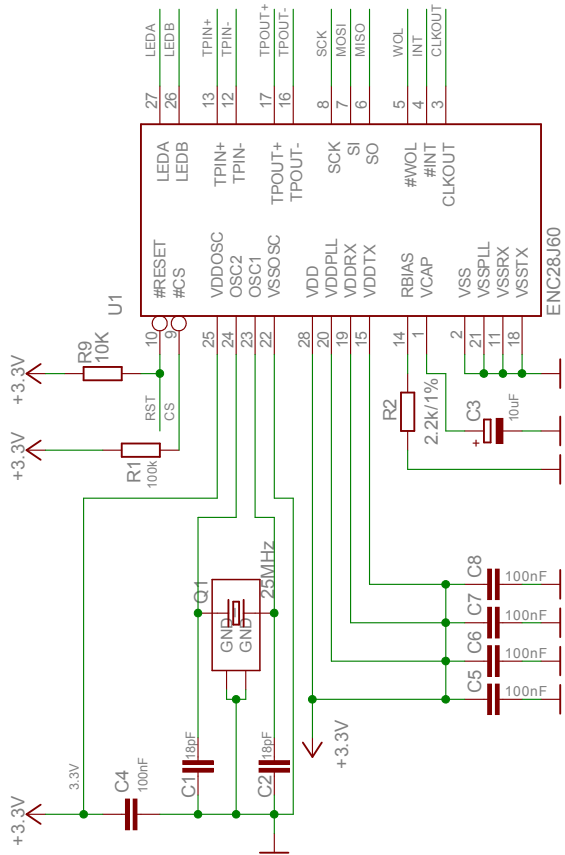 LEDA
LEDB
TPIN+
TPIN-
TPOUT+
TPOUT-
SCK
MOSI
MISO
WOL
INT
CLKOUT
27
26
13
12
17
16
8
7
6
5
4
3
LEDA
LEDB
TPIN+
TPIN-
TPOUT+
TPOUT-
SCK
SI
SO
#WOL
#INT
CLKOUT
#RESET
#CS
VDDOSC
OSC2
OSC1
VSSOSC
VDD
VDDPLL
VDDRX
VDDTX
RBIAS
VCAP
VSS
VSSPLL
VSSRX
VSSTX
U1
ENC28J60
10
9
25
24
23
22
28
20
19
15
14
1
2
21
11
18
+3.3V
R9
10K
RST
CS
+3.3V
R1
100k
R2
2.2k/1%
C3
10uF
+
Q1
25MHz
GND
GND
C8
100nF
C7
100nF
C6
100nF
C5
100nF
+3.3V
C1
18pF
C2
18pF
3.3V
C4
100nF
+3.3V